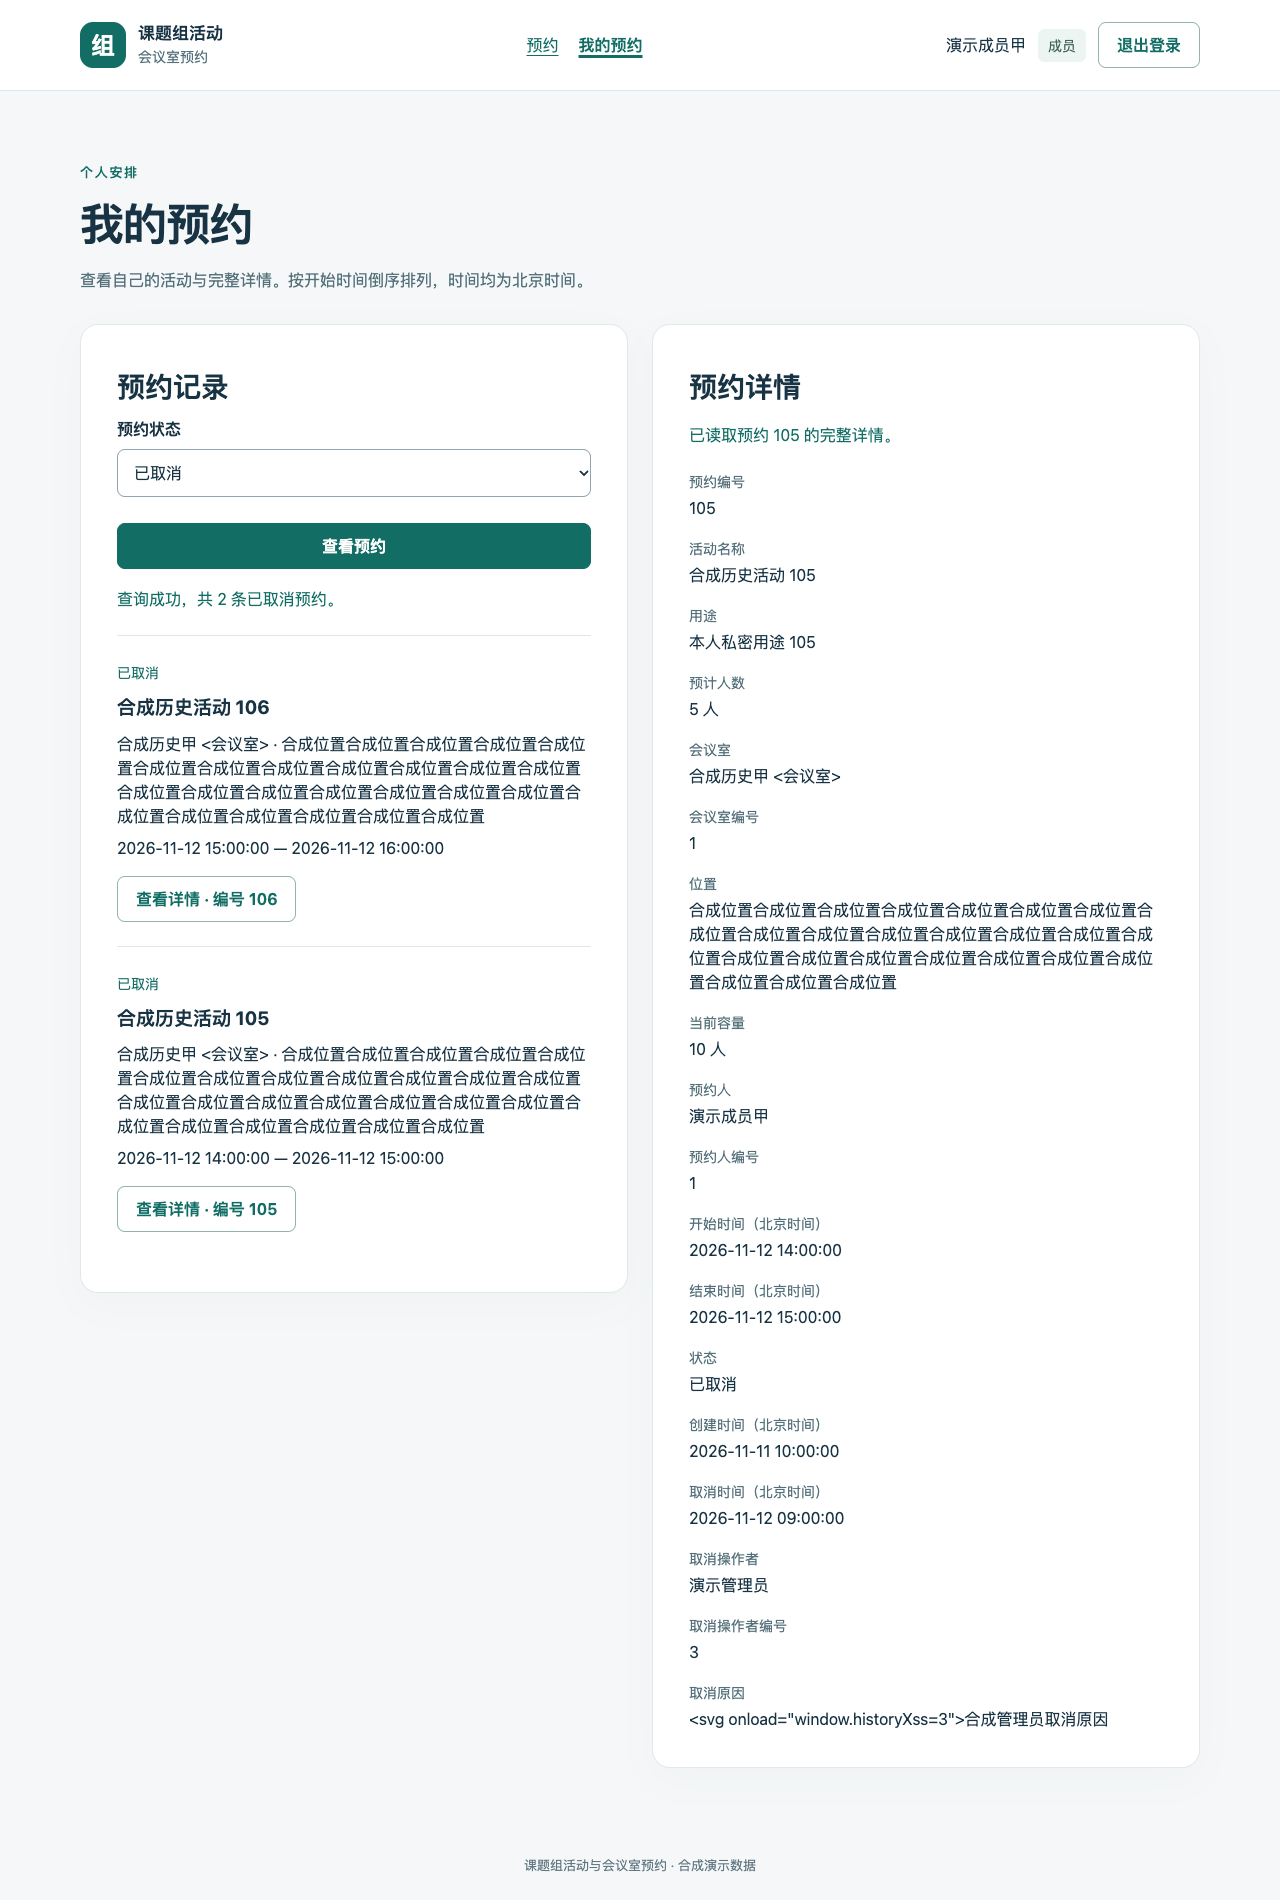 组
课题组活动
会议室预约
预约
我的预约
演示成员甲
成员
退出登录
个人安排
我的预约
查看自己的活动与完整详情。按开始时间倒序排列，时间均为北京时间。
预约记录
预约状态
已取消
查看预约
查询成功，共 2 条已取消预约。
已取消
合成历史活动 106
合成历史甲 <会议室> · 合成位置合成位置合成位置合成位置合成位
置合成位置合成位置合成位置合成位置合成位置合成位置合成位置
合成位置合成位置合成位置合成位置合成位置合成位置合成位置合
成位置合成位置合成位置合成位置合成位置合成位置
2026-11-12 15:00:00 — 2026-11-12 16:00:00
查看详情 · 编号 106
已取消
合成历史活动 105
合成历史甲 <会议室> · 合成位置合成位置合成位置合成位置合成位
置合成位置合成位置合成位置合成位置合成位置合成位置合成位置
合成位置合成位置合成位置合成位置合成位置合成位置合成位置合
成位置合成位置合成位置合成位置合成位置合成位置
2026-11-12 14:00:00 — 2026-11-12 15:00:00
查看详情 · 编号 105
预约详情
已读取预约 105 的完整详情。
预约编号
105
活动名称
合成历史活动 105
用途
本人私密用途 105
预计人数
5 人
会议室
合成历史甲 <会议室>
会议室编号
1
位置
合成位置合成位置合成位置合成位置合成位置合成位置合成位置合
成位置合成位置合成位置合成位置合成位置合成位置合成位置合成
位置合成位置合成位置合成位置合成位置合成位置合成位置合成位
置合成位置合成位置合成位置
当前容量
10 人
预约人
演示成员甲
预约人编号
1
开始时间（北京时间）
2026-11-12 14:00:00
结束时间（北京时间）
2026-11-12 15:00:00
状态
已取消
创建时间（北京时间）
2026-11-11 10:00:00
取消时间（北京时间）
2026-11-12 09:00:00
取消操作者
演示管理员
取消操作者编号
3
取消原因
<svg onload="window.historyXss=3">合成管理员取消原因
课题组活动与会议室预约 · 合成演示数据